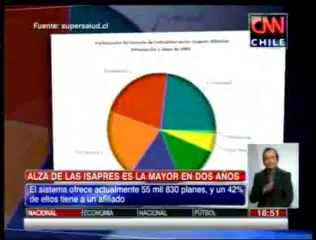 Fuente: supersalud.cl
CNN
CHILE
ALZA DE LAS ISAPRES ES LA MAYOR EN DOS AÑOS
El sistema ofrece actualmente 55 mil 830 planes, y un 42%
de ellos tiene a un afiliado
NACIONAL ECONOMIA NACIONAL FÚTBOL 18:51